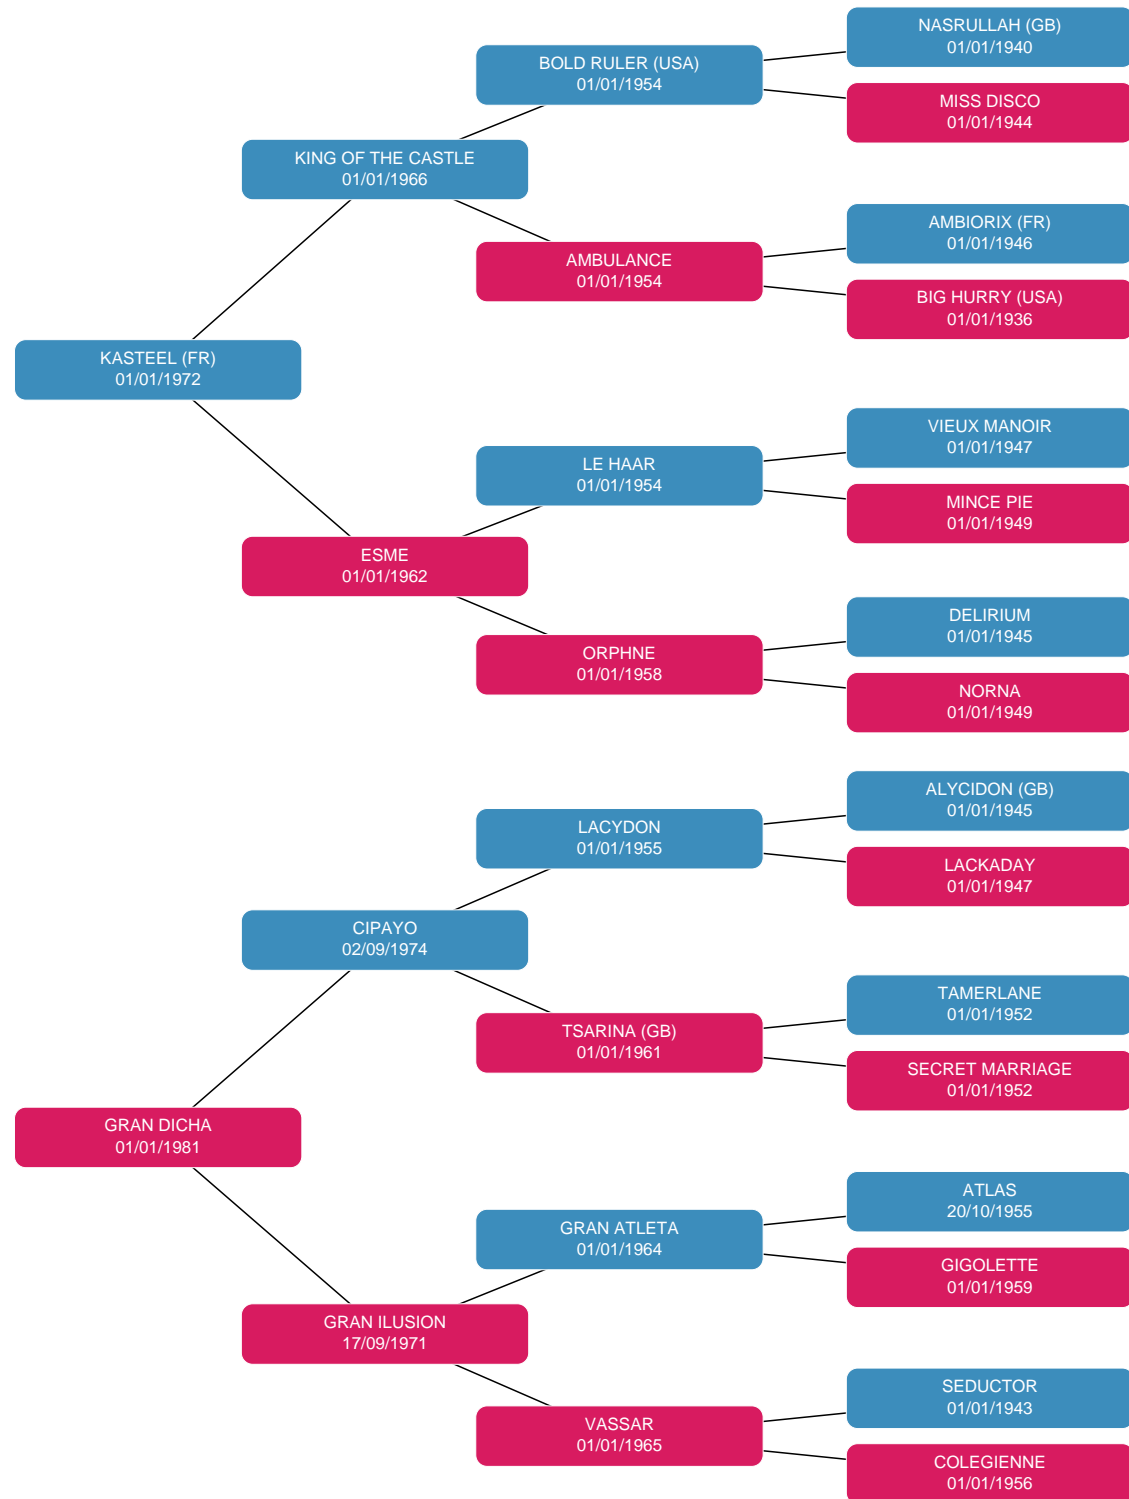 NASRULLAH (GB)
01/01/1940
BOLD RULER (USA)
01/01/1954
MISS DISCO
01/01/1944
KING OF THE CASTLE
01/01/1966
AMBIORIX (FR)
01/01/1946
AMBULANCE
01/01/1954
BIG HURRY (USA)
01/01/1936
KASTEEL (FR)
01/01/1972
VIEUX MANOIR
01/01/1947
LE HAAR
01/01/1954
MINCE PIE
01/01/1949
ESME
01/01/1962
DELIRIUM
01/01/1945
ORPHNE
01/01/1958
NORNA
01/01/1949
ALYCIDON (GB)
01/01/1945
LACYDON
01/01/1955
LACKADAY
01/01/1947
CIPAYO
02/09/1974
TAMERLANE
01/01/1952
TSARINA (GB)
01/01/1961
SECRET MARRIAGE
01/01/1952
GRAN DICHA
01/01/1981
ATLAS
20/10/1955
GRAN ATLETA
01/01/1964
GIGOLETTE
01/01/1959
GRAN ILUSION
17/09/1971
SEDUCTOR
01/01/1943
VASSAR
01/01/1965
COLEGIENNE
01/01/1956